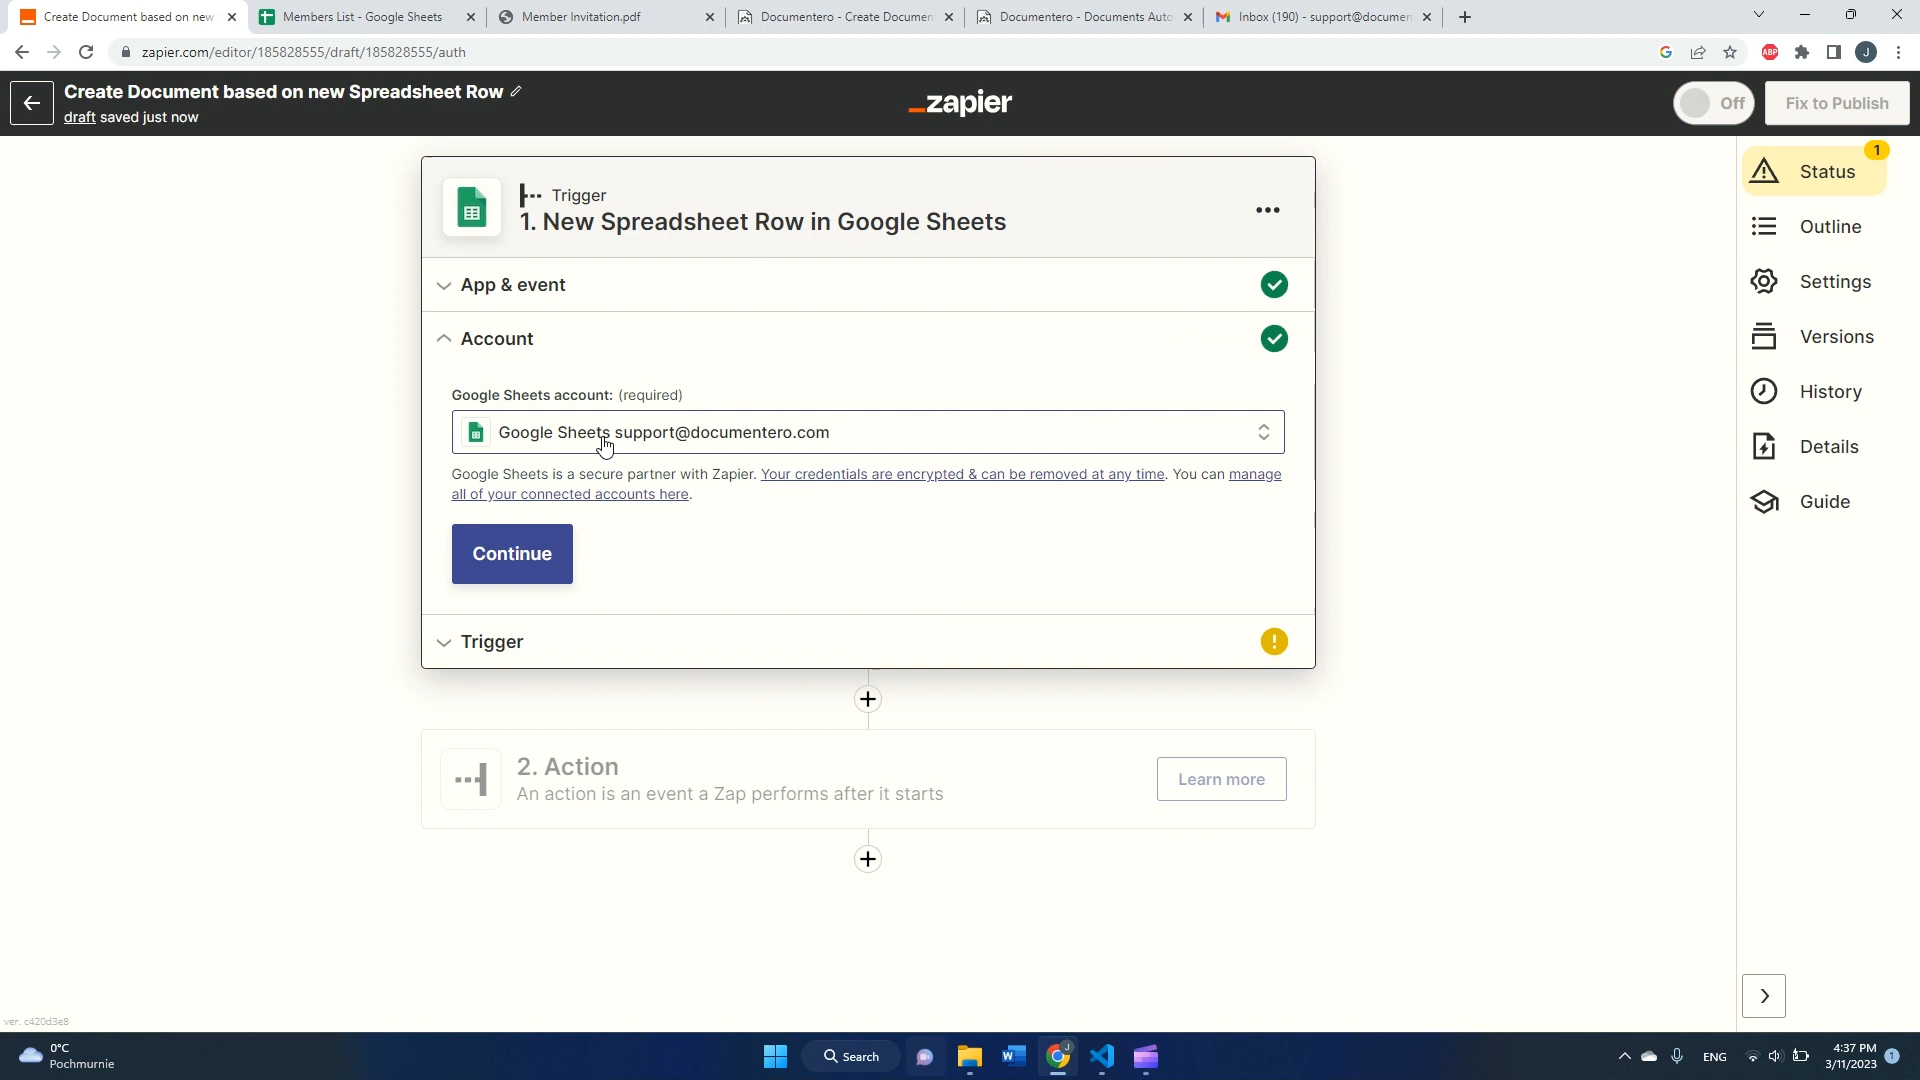 Create Document based on new
Members List - Google Sheets
Member Invitation.pdf
Documentero - Create Documen
Documentero - Documents Auto
Inbox (190) - support@documen
zapier.com/editor/185828555/draft/185828555/auth
ABP
J
Create Document based on new Spreadsheet Row
draft saved just now
_zapier
Off
Fix to Publish
Trigger
1. New Spreadsheet Row in Google Sheets
App & event
Account
Google Sheets account: (required)
Google Sheets support@documentero.com
Google Sheets is a secure partner with Zapier. Your credentials are encrypted & can be removed at any time. You can manage
all of your connected accounts here.
Continue
Trigger
2. Action
An action is an event a Zap performs after it starts
Learn more
1
Status
Outline
Settings
Versions
History
Details
Guide
ver. c420d3e8
0°C
Pochmurnie
Search
J
ENG
4:37 PM
3/11/2023
1